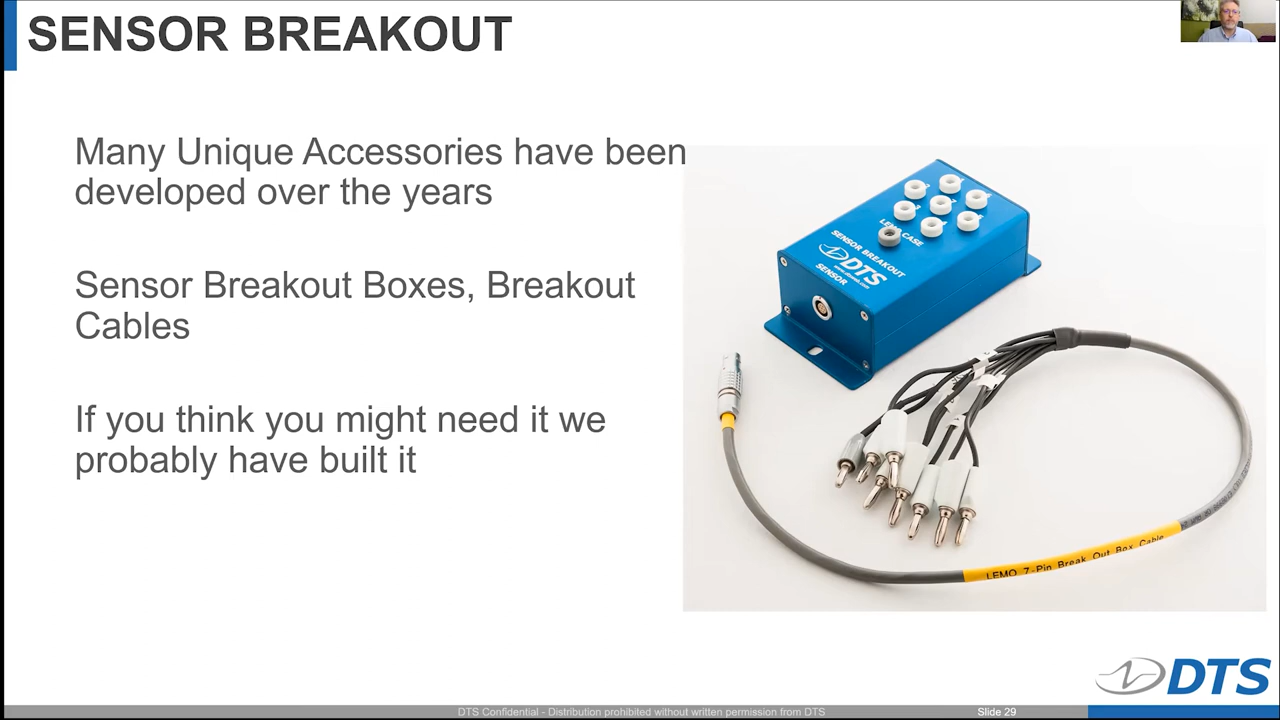 SENSOR BREAKOUT
Many Unique Accessories have been
developed over the years
Sensor Breakout Boxes, Breakout
Cables
If you think you might need it we
probably have built it
CASE
SENSOR BREAKOUT
DTS
SENSOR
LEMO 7-Pin Break Out Box Cable
DTS
DTS Confidential - Distribution prohibited without written permission from DTS
Slide 29